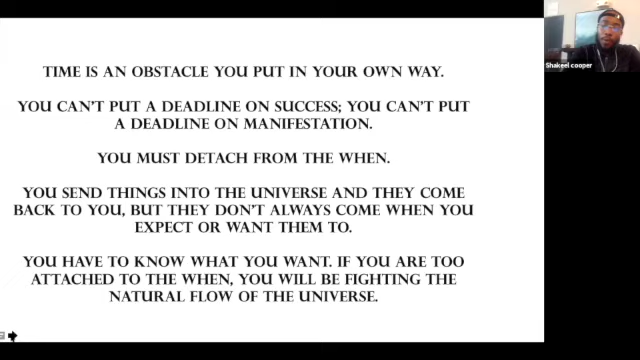 TIME IS AN OBSTACLE YOU PUT IN YOUR OWN WAY.
YOU CAN'T PUT A DEADLINE ON SUCCESS; YOU CAN'T PUT
A DEADLINE ON MANIFESTATION.
YOU MUST DETACH FROM THE WHEN.
YOU SEND THINGS INTO THE UNIVERSE AND THEY COME
BACK TO YOU, BUT THEY DON'T ALWAYS COME WHEN YOU
EXPECT OR WANT THEM TO.
YOU HAVE TO KNOW WHAT YOU WANT. IF YOU ARE TOO
ATTACHED TO THE WHEN, YOU WILL BE FIGHTING THE
NATURAL FLOW OF THE UNIVERSE.
Shakeel cooper